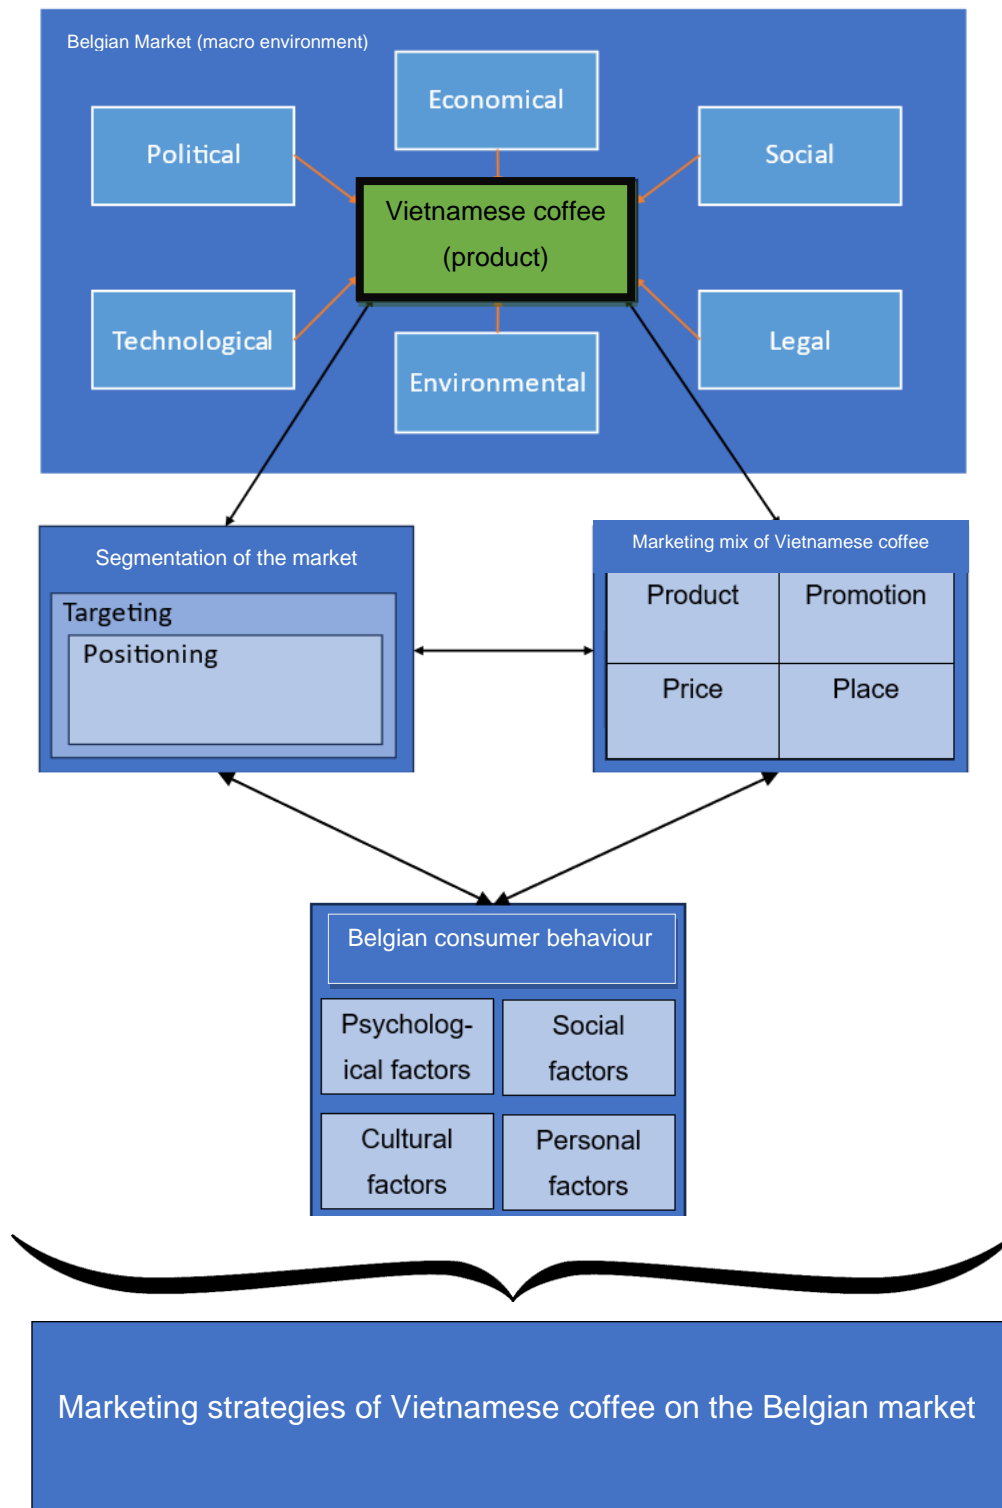 Belgian Market (macro environment)
Economical
Political
Social
Vietnamese coffee
(product)
Technological
Legal
Environmental
Segmentation of the market
Targeting
Positioning
Marketing mix of Vietnamese coffee
Product
Promotion
Price
Place
Belgian consumer behaviour
Psycholog-
ical factors
Social
factors
Cultural
factors
Personal
factors
Marketing strategies of Vietnamese coffee on the Belgian market